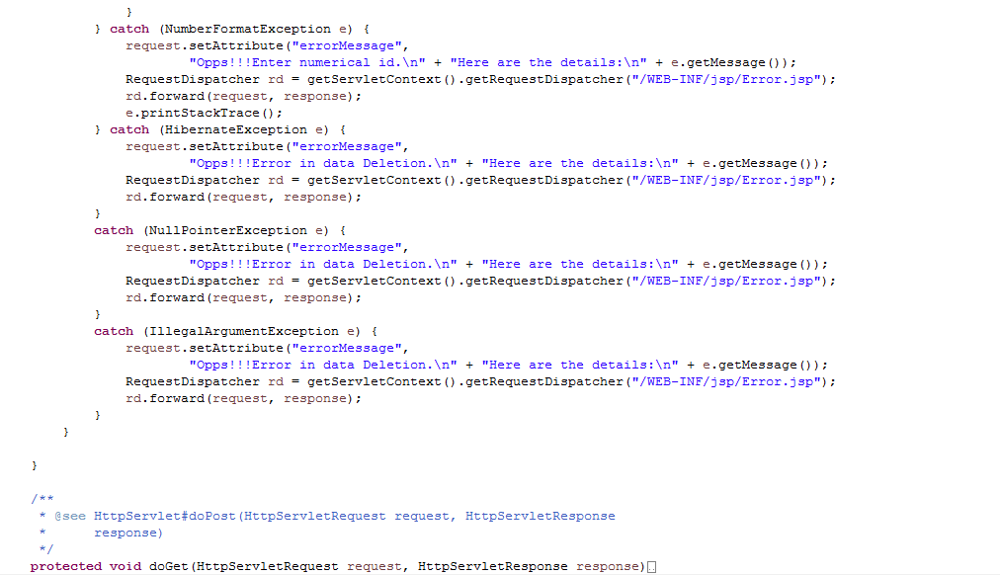 }
        } catch (NumberFormatException e) {
            request.setAttribute("errorMessage",
                    "Opps!!!Enter numerical id.\n" + "Here are the details:\n" + e.getMessage());
            RequestDispatcher rd = getServletContext().getRequestDispatcher("/WEB-INF/jsp/Error.jsp");
            rd.forward(request, response);
            e.printStackTrace();
        } catch (HibernateException e) {
            request.setAttribute("errorMessage",
                    "Opps!!!Error in data Deletion.\n" + "Here are the details:\n" + e.getMessage());
            RequestDispatcher rd = getServletContext().getRequestDispatcher("/WEB-INF/jsp/Error.jsp");
            rd.forward(request, response);
        }
        catch (NullPointerException e) {
            request.setAttribute("errorMessage",
                    "Opps!!!Error in data Deletion.\n" + "Here are the details:\n" + e.getMessage());
            RequestDispatcher rd = getServletContext().getRequestDispatcher("/WEB-INF/jsp/Error.jsp");
            rd.forward(request, response);
        }
        catch (IllegalArgumentException e) {
            request.setAttribute("errorMessage",
                    "Opps!!!Error in data Deletion.\n" + "Here are the details:\n" + e.getMessage());
            RequestDispatcher rd = getServletContext().getRequestDispatcher("/WEB-INF/jsp/Error.jsp");
            rd.forward(request, response);
        }
    }

}

/**
 * @see HttpServlet#doPost(HttpServletRequest request, HttpServletResponse
 *      response)
 */
protected void doGet(HttpServletRequest request, HttpServletResponse response)